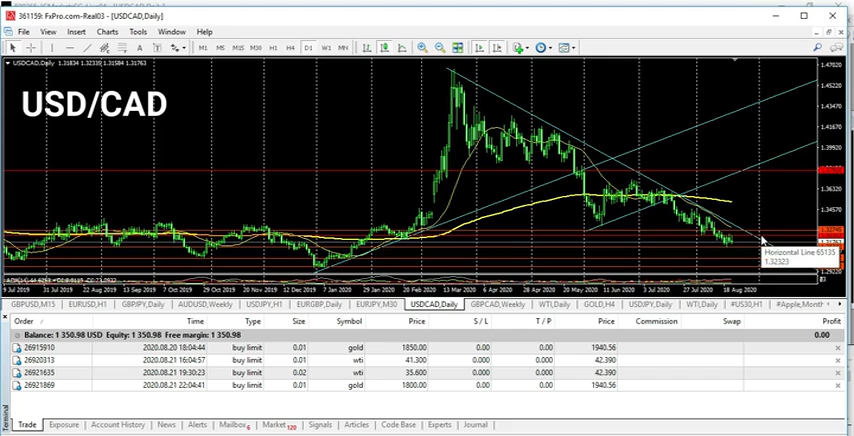 361159: FxPro.com-Real03 - [USDCAD,Daily]
File View Insert Charts Tools Window Help
M1 M5 M15 M30 H1 H4 D1 W1 MN
USDCAD,Daily 1.31834 1.32339 1.31584 1.31763
1.47020
1.45220
1.43470
1.41670
1.39920
1.36320
1.34570
1.29220
USD/CAD
Horizontal Line 65135
1.32323
9 Jul 2019 31 Jul 2019 22 Aug 2019 13 Sep 2019 7 Oct 2019 29 Oct 2019 20 Nov 2019 12 Dec 2019 7 Jan 2020 29 Jan 2020 20 Feb 2020 13 Mar 2020 6 Apr 2020 28 Apr 2020 20 May 2020 11 Jun 2020 3 Jul 2020 27 Jul 2020 18 Aug 2020
GBPUSD,M15 EURUSD,H1 GBPJPY,Daily AUDUSD,Weekly USDJPY,H1 EURGBP,Daily EURJPY,M30 USDCAD,Daily GBPCAD,Weekly WTI,Daily GOLD,H4 USDJPY,Daily WTI,Daily #US30,H1 #Apple,Month
Order Time Type Size Symbol Price S / L T / P Price Commission Swap Profit
Balance: 1 350.98 USD Equity: 1 350.98 Free margin: 1 350.98 0.00
26915910 2020.08.20 18:04:44 buy limit 0.01 gold 1850.00 0.00 0.00 1940.56
26920313 2020.08.21 16:04:57 buy limit 0.01 wti 41.300 0.000 0.000 42.390
26921635 2020.08.21 19:30:23 buy limit 0.02 wti 35.600 0.000 0.000 42.390
26921869 2020.08.21 22:04:41 buy limit 0.01 gold 1800.00 0.00 0.00 1940.56
Terminal
Trade Exposure Account History News Alerts Mailbox 6 Market 120 Signals Articles Code Base Experts Journal